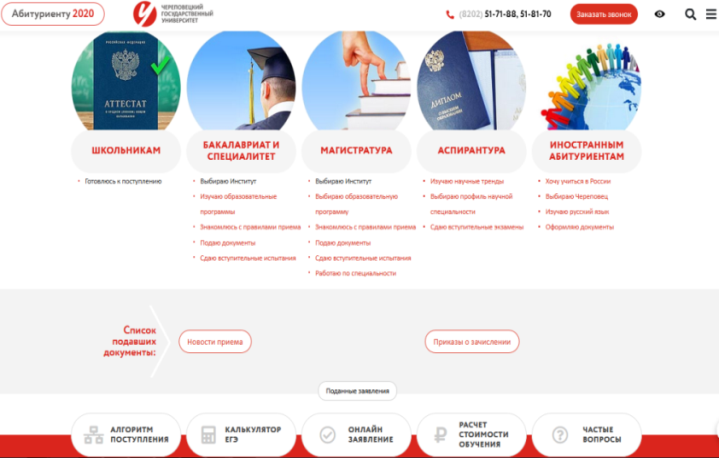 Абитуриенту 2020
ЧЕРЕПОВЕЦКИЙ
ГОСУДАРСТВЕННЫЙ
УНИВЕРСИТЕТ
(8202) 51-71-88, 51-81-70
Заказать звонок
АТТЕСТАТ
ДИПЛОМ
ШКОЛЬНИКАМ
Готовлюсь к поступлению
БАКАЛАВРИАТ И
СПЕЦИАЛИТЕТ
Выбираю Институт
Изучаю образовательные
программы
Знакомлюсь с правилами приема
Подаю документы
Сдаю вступительные испытания
МАГИСТРАТУРА
Выбираю Институт
Выбираю образовательную
программу
Знакомлюсь с правилами приема
Подаю документы
Сдаю вступительные испытания
Работаю по специальности
АСПИРАНТУРА
Изучаю научные тренды
Выбираю профиль научной
специальности
Сдаю вступительные экзамены
ИНОСТРАННЫМ
АБИТУРИЕНТАМ
Хочу учиться в России
Выбираю Череповец
Изучаю русский язык
Оформляю документы
Список
подавших
документы:
Новости приема
Приказы о зачислении
Поданные заявления
АЛГОРИТМ
ПОСТУПЛЕНИЯ
КАЛЬКУЛЯТОР
ЕГЭ
ОНЛАЙН
ЗАЯВЛЕНИЕ
РАСЧЕТ
СТОИМОСТИ
ОБУЧЕНИЯ
ЧАСТЫЕ
ВОПРОСЫ